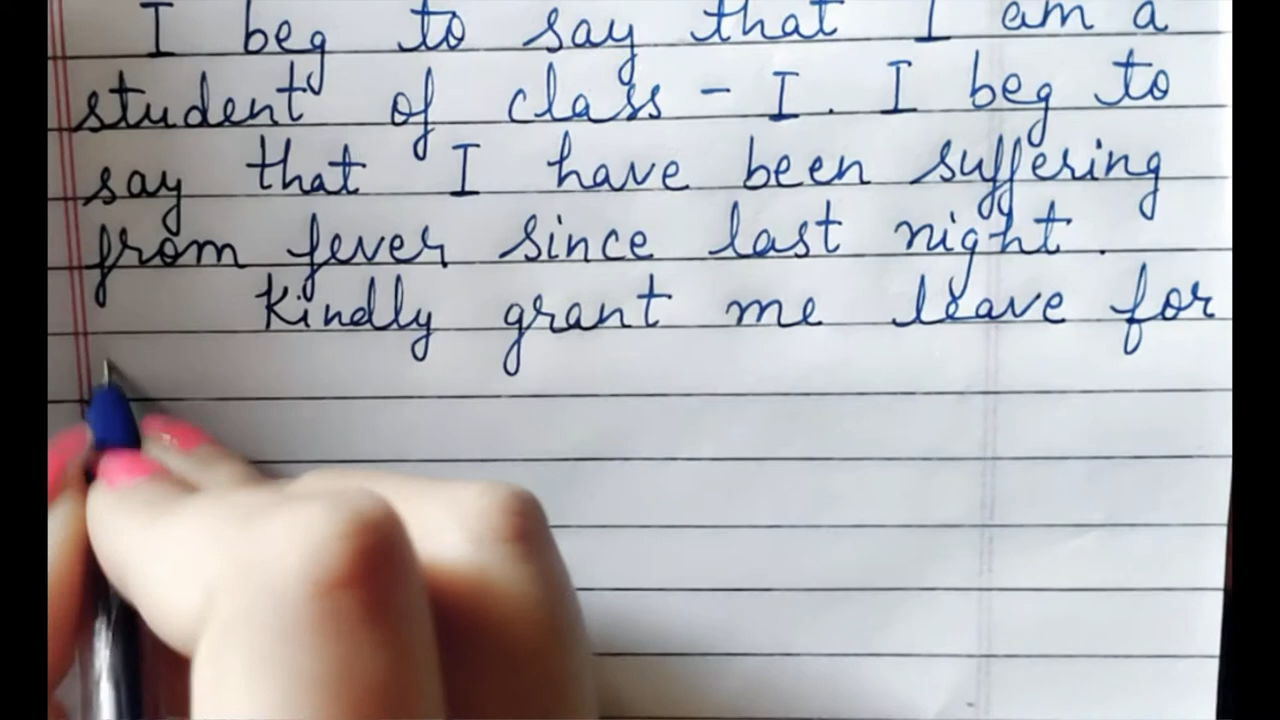 I beg to say that I am a
student of class - I. I beg to
say that I have been suffering
from fever since last night.
Kindly grant me leave for